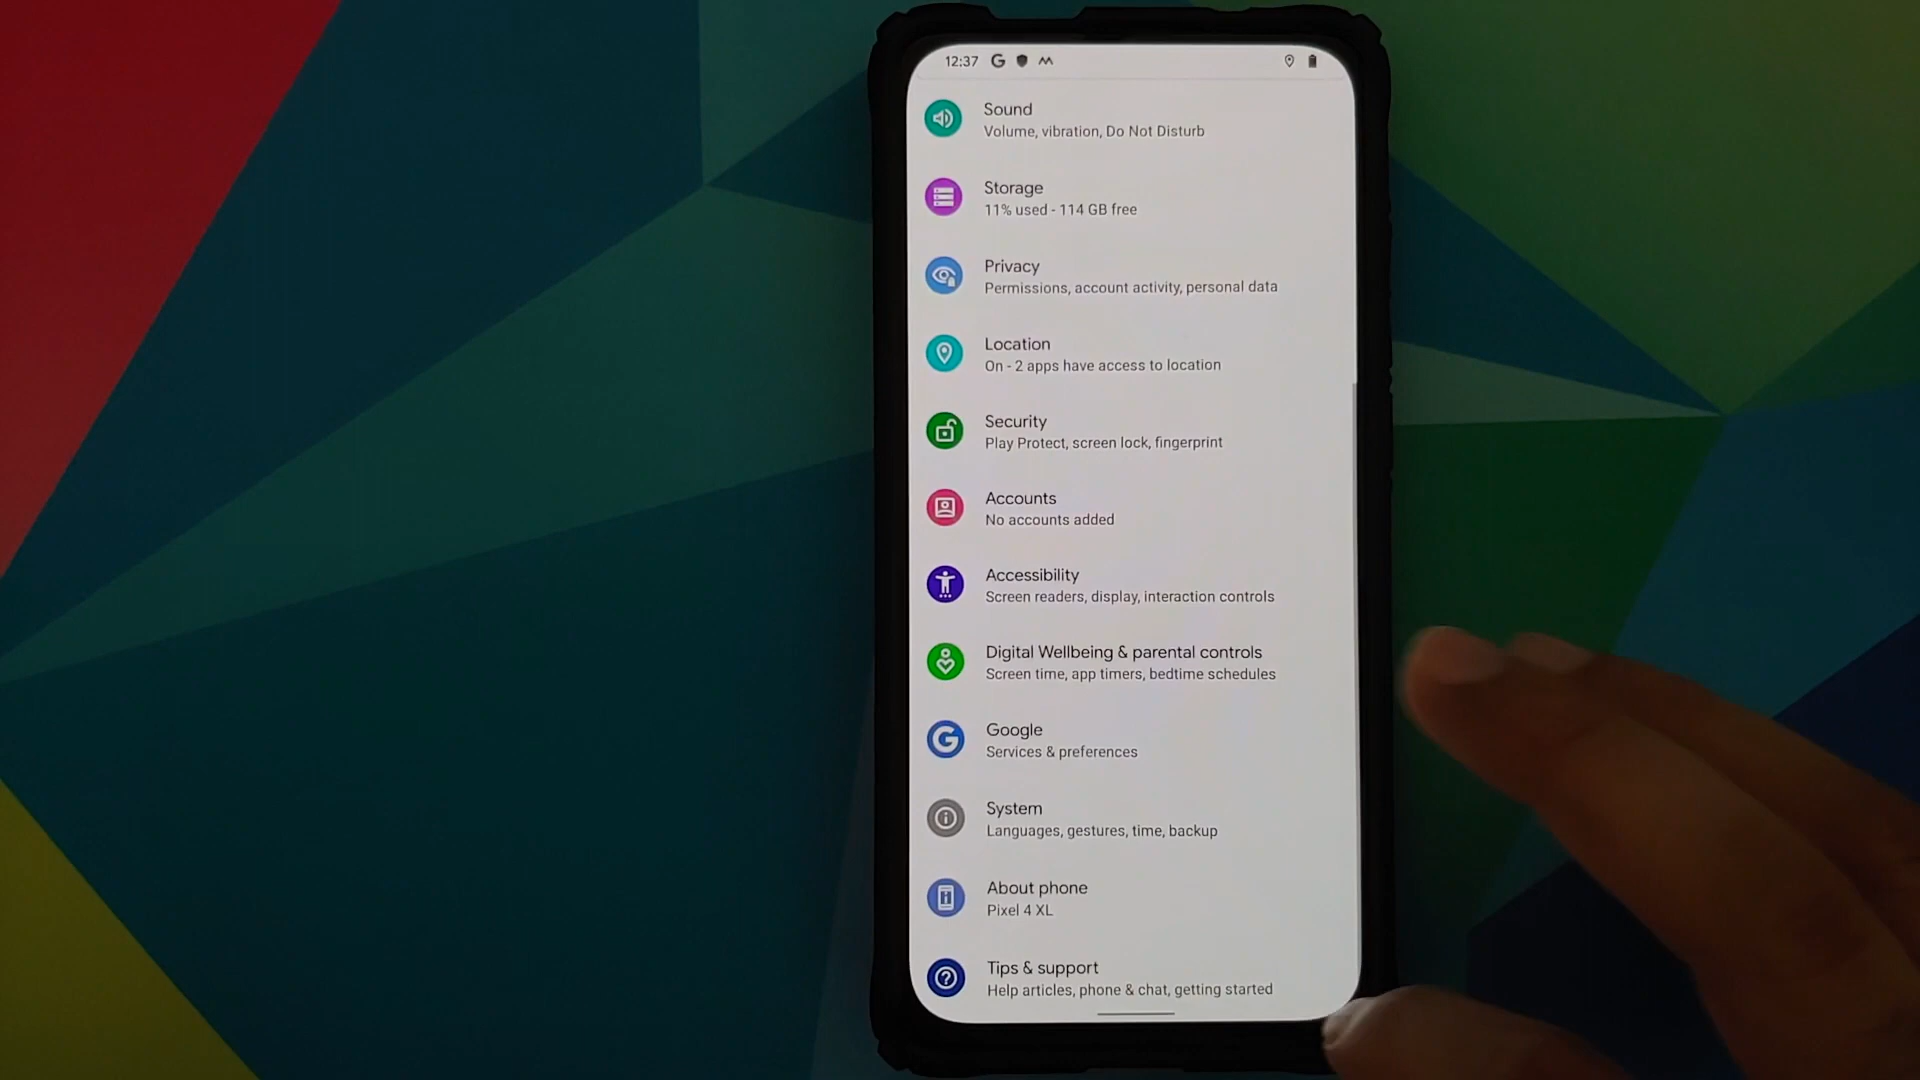 12:37
Sound
Volume, vibration, Do Not Disturb
Storage
11% used - 114 GB free
Privacy
Permissions, account activity, personal data
Location
On - 2 apps have access to location
Security
Play Protect, screen lock, fingerprint
Accounts
No accounts added
Accessibility
Screen readers, display, interaction controls
Digital Wellbeing & parental controls
Screen time, app timers, bedtime schedules
Google
Services & preferences
System
Languages, gestures, time, backup
About phone
Pixel 4 XL
Tips & support
Help articles, phone & chat, getting started